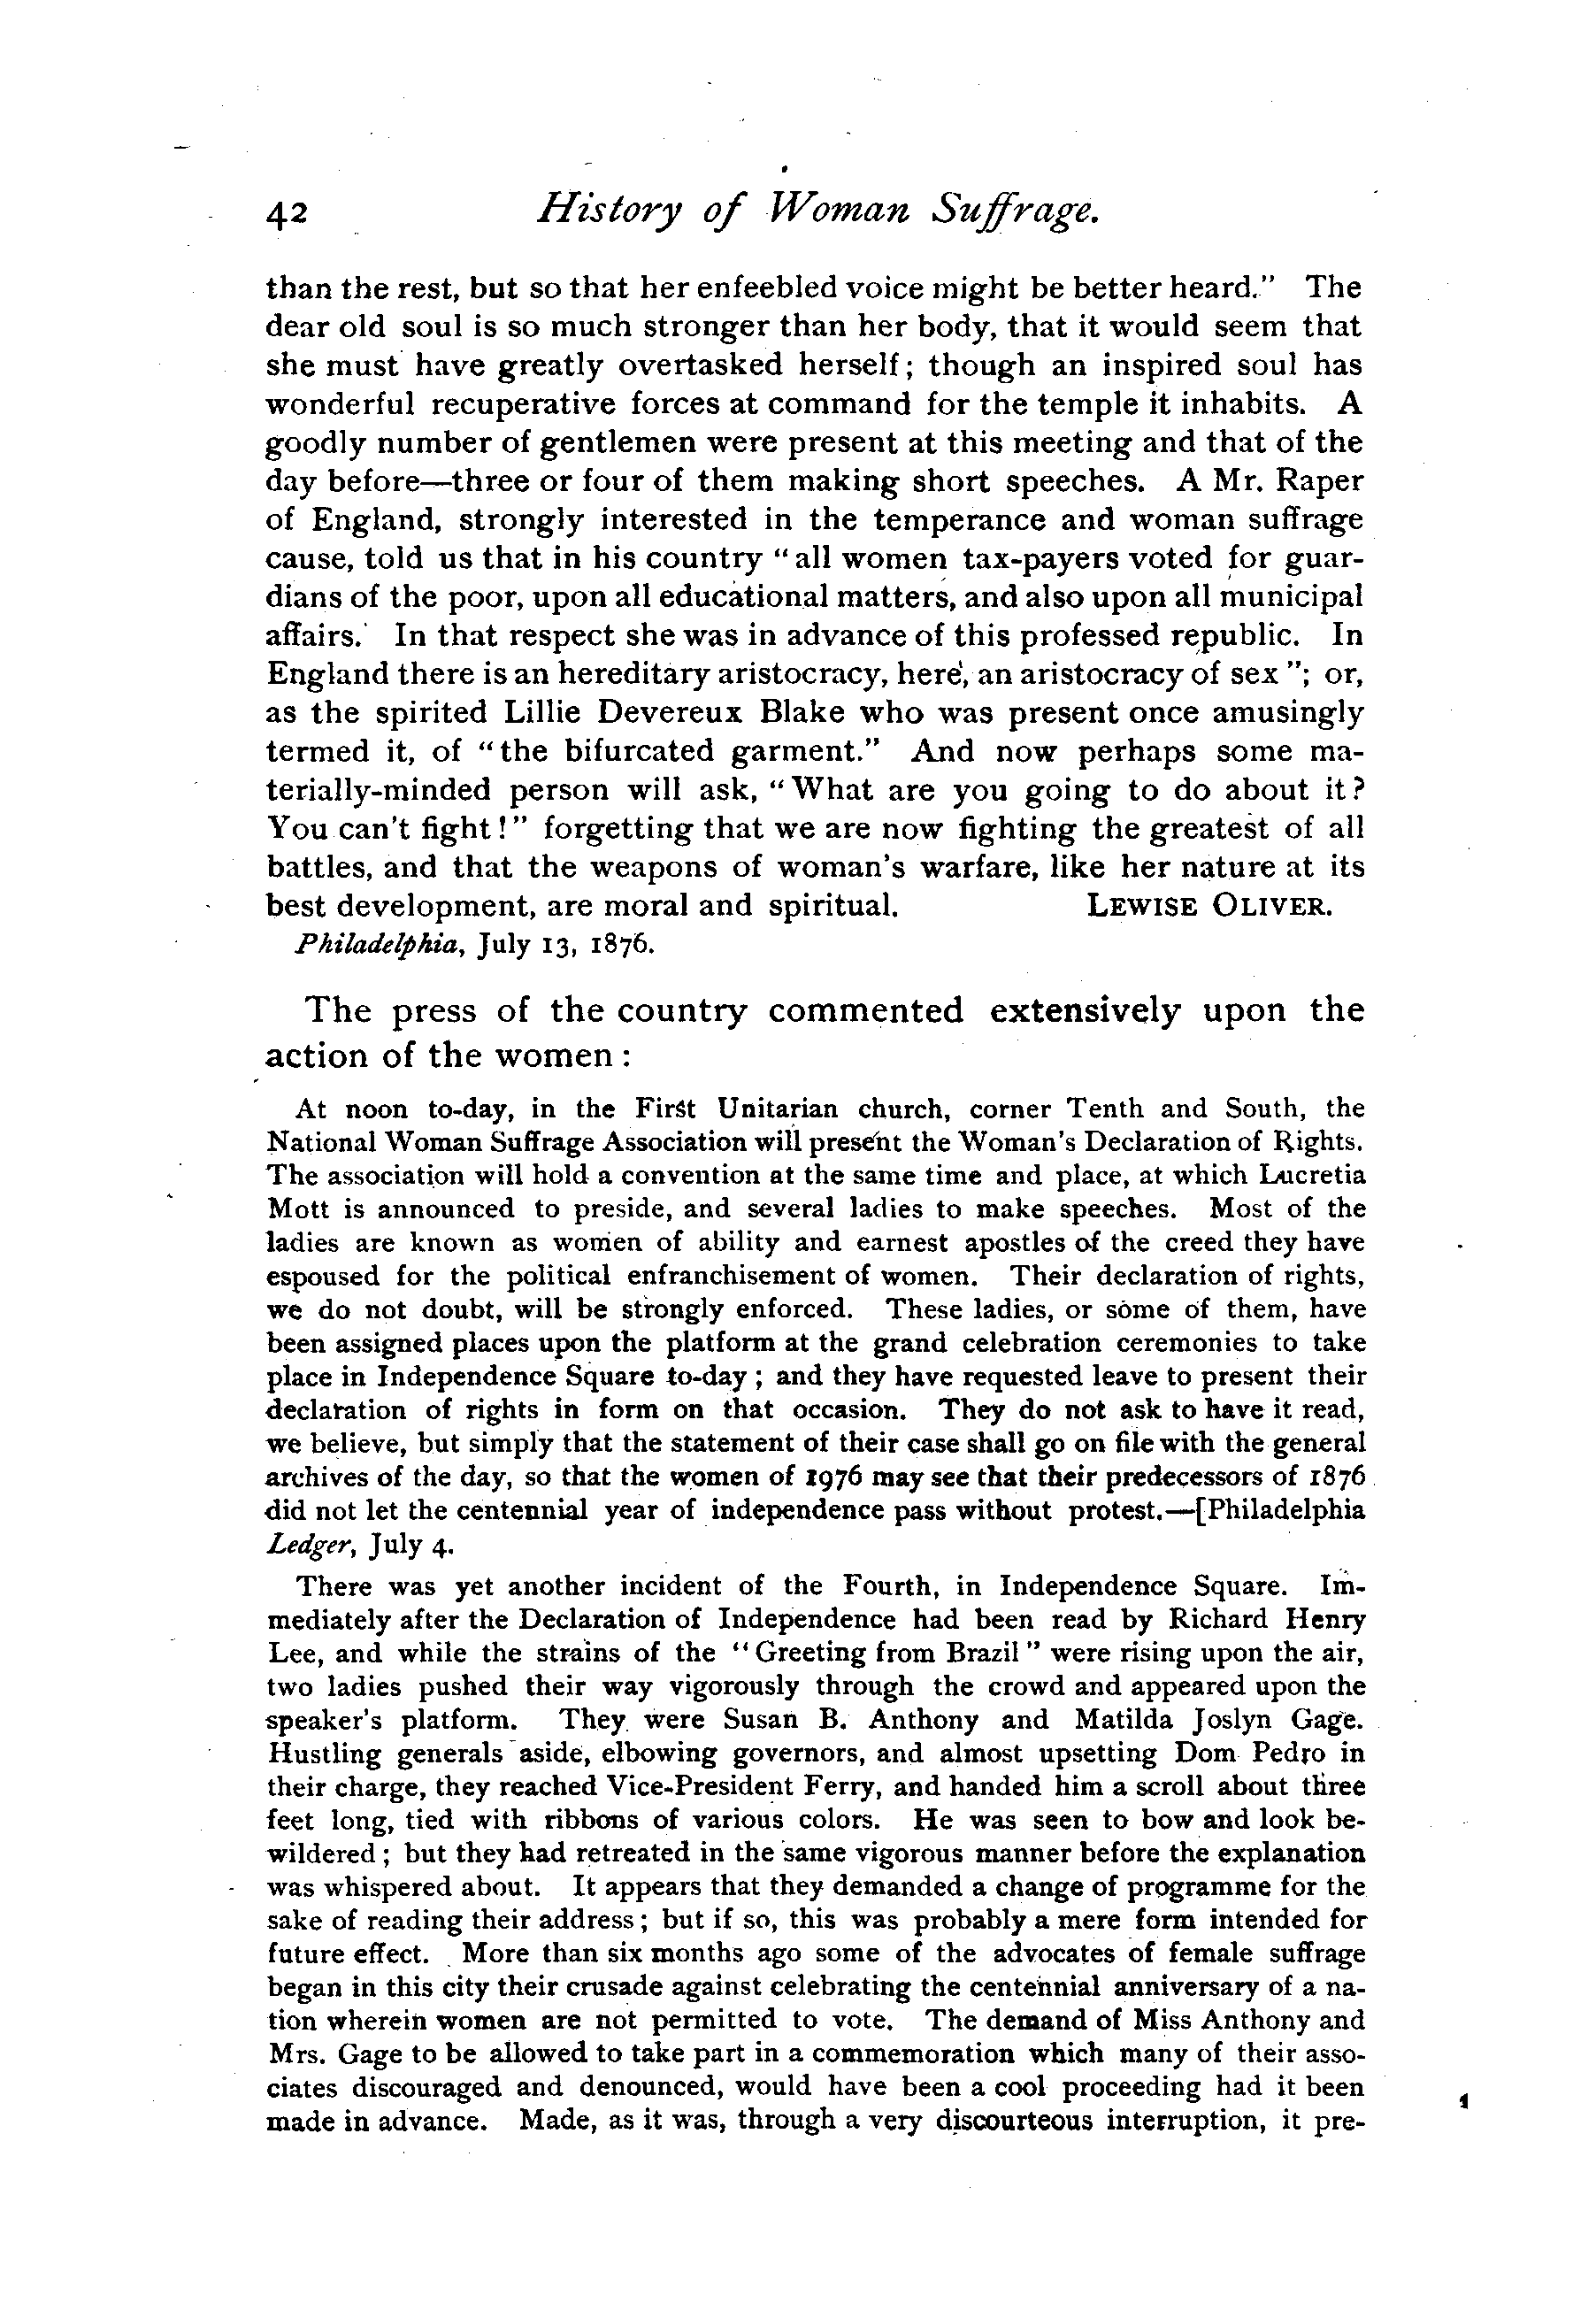 42 History of Woman Suffrage.
than the rest, but so that her enfeebled voice might be better heard." The
dear old soul is so much stronger than her body, that it would seem that
she must have greatly overtasked herself; though an inspired soul has
wonderful recuperative forces at command for the temple it inhabits. A
goodly number of gentlemen were present at this meeting and that of the
day before—three or four of them making short speeches. A Mr. Raper
of England, strongly interested in the temperance and woman suffrage
cause, told us that in his country "all women tax-payers voted for guar-
dians of the poor, upon all educational matters, and also upon all municipal
affairs. In that respect she was in advance of this professed republic. In
England there is an hereditary aristocracy, here, an aristocracy of sex"; or,
as the spirited Lillie Devereux Blake who was present once amusingly
termed it, of "the bifurcated garment." And now perhaps some ma-
terially-minded person will ask, "What are you going to do about it?
You can't fight!" forgetting that we are now fighting the greatest of all
battles, and that the weapons of woman's warfare, like her nature at its
best development, are moral and spiritual. LEWISE OLIVER.
Philadelphia, July 13, 1876.
The press of the country commented extensively upon the
action of the women:
At noon to-day, in the First Unitarian church, corner Tenth and South, the
National Woman Suffrage Association will present the Woman's Declaration of Rights.
The association will hold a convention at the same time and place, at which Lucretia
Mott is announced to preside, and several ladies to make speeches. Most of the
ladies are known as women of ability and earnest apostles of the creed they have
espoused for the political enfranchisement of women. Their declaration of rights,
we do not doubt, will be strongly enforced. These ladies, or some of them, have
been assigned places upon the platform at the grand celebration ceremonies to take
place in Independence Square to-day; and they have requested leave to present their
declaration of rights in form on that occasion. They do not ask to have it read,
we believe, but simply that the statement of their case shall go on file with the general
archives of the day, so that the women of 1976 may see that their predecessors of 1876
did not let the centennial year of independence pass without protest.—[Philadelphia
Ledger, July 4.
There was yet another incident of the Fourth, in Independence Square. Im-
mediately after the Declaration of Independence had been read by Richard Henry
Lee, and while the strains of the "Greeting from Brazil" were rising upon the air,
two ladies pushed their way vigorously through the crowd and appeared upon the
speaker's platform. They were Susan B. Anthony and Matilda Joslyn Gage.
Hustling generals aside, elbowing governors, and almost upsetting Dom Pedro in
their charge, they reached Vice-President Ferry, and handed him a scroll about three
feet long, tied with ribbons of various colors. He was seen to bow and look be-
wildered; but they had retreated in the same vigorous manner before the explanation
was whispered about. It appears that they demanded a change of programme for the
sake of reading their address; but if so, this was probably a mere form intended for
future effect. More than six months ago some of the advocates of female suffrage
began in this city their crusade against celebrating the centennial anniversary of a na-
tion wherein women are not permitted to vote. The demand of Miss Anthony and
Mrs. Gage to be allowed to take part in a commemoration which many of their asso-
ciates discouraged and denounced, would have been a cool proceeding had it been
made in advance. Made, as it was, through a very discourteous interruption, it pre-